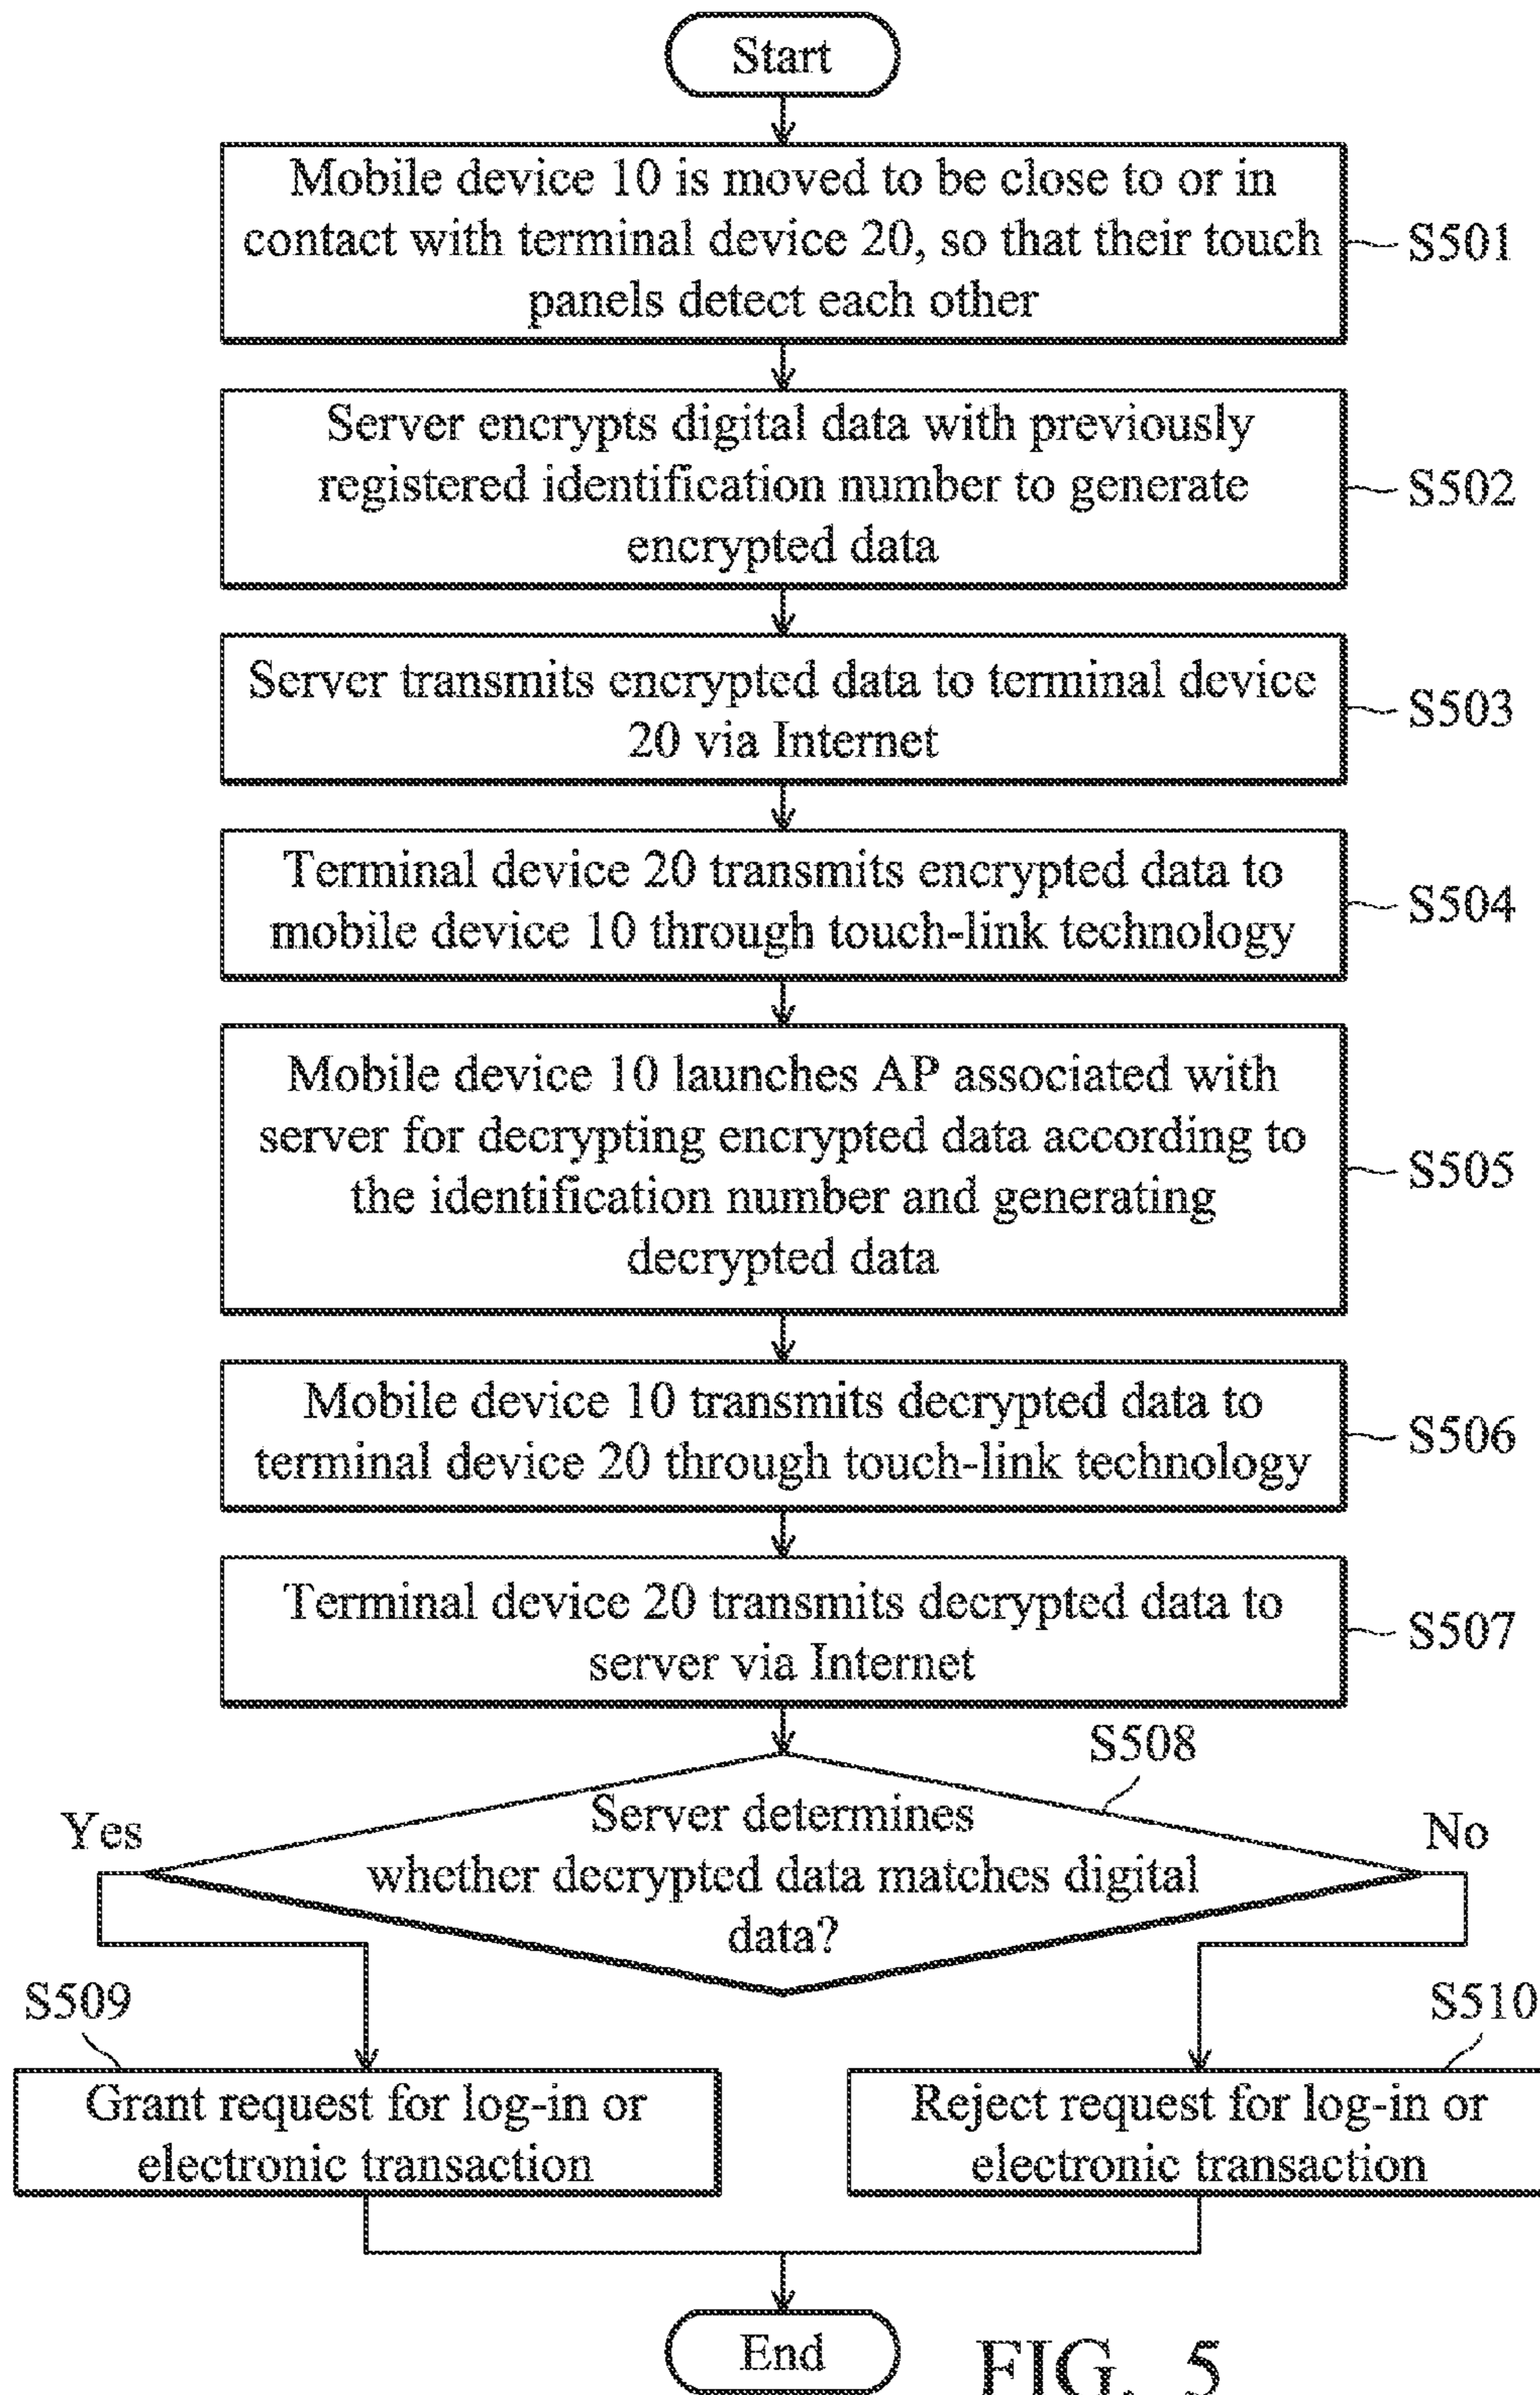 Start
Mobile device 10 is moved to be close to or in
contact with terminal device 20, so that their touch
panels detect each other
S501
Server encrypts digital data with previously
registered identification number to generate
encrypted data
S502
Server transmits encrypted data to terminal device
20 via Internet
S503
Terminal device 20 transmits encrypted data to
mobile device 10 through touch-link technology
S504
Mobile device 10 launches AP associated with
server for decrypting encrypted data according to
the identification number and generating
decrypted data
S505
Mobile device 10 transmits decrypted data to
terminal device 20 through touch-link technology
S506
Terminal device 20 transmits decrypted data to
server via Internet
S507
S508
Server determines
whether decrypted data matches digital
data?
Yes
No
S509
Grant request for log-in or
electronic transaction
S510
Reject request for log-in or
electronic transaction
End
FIG. 5